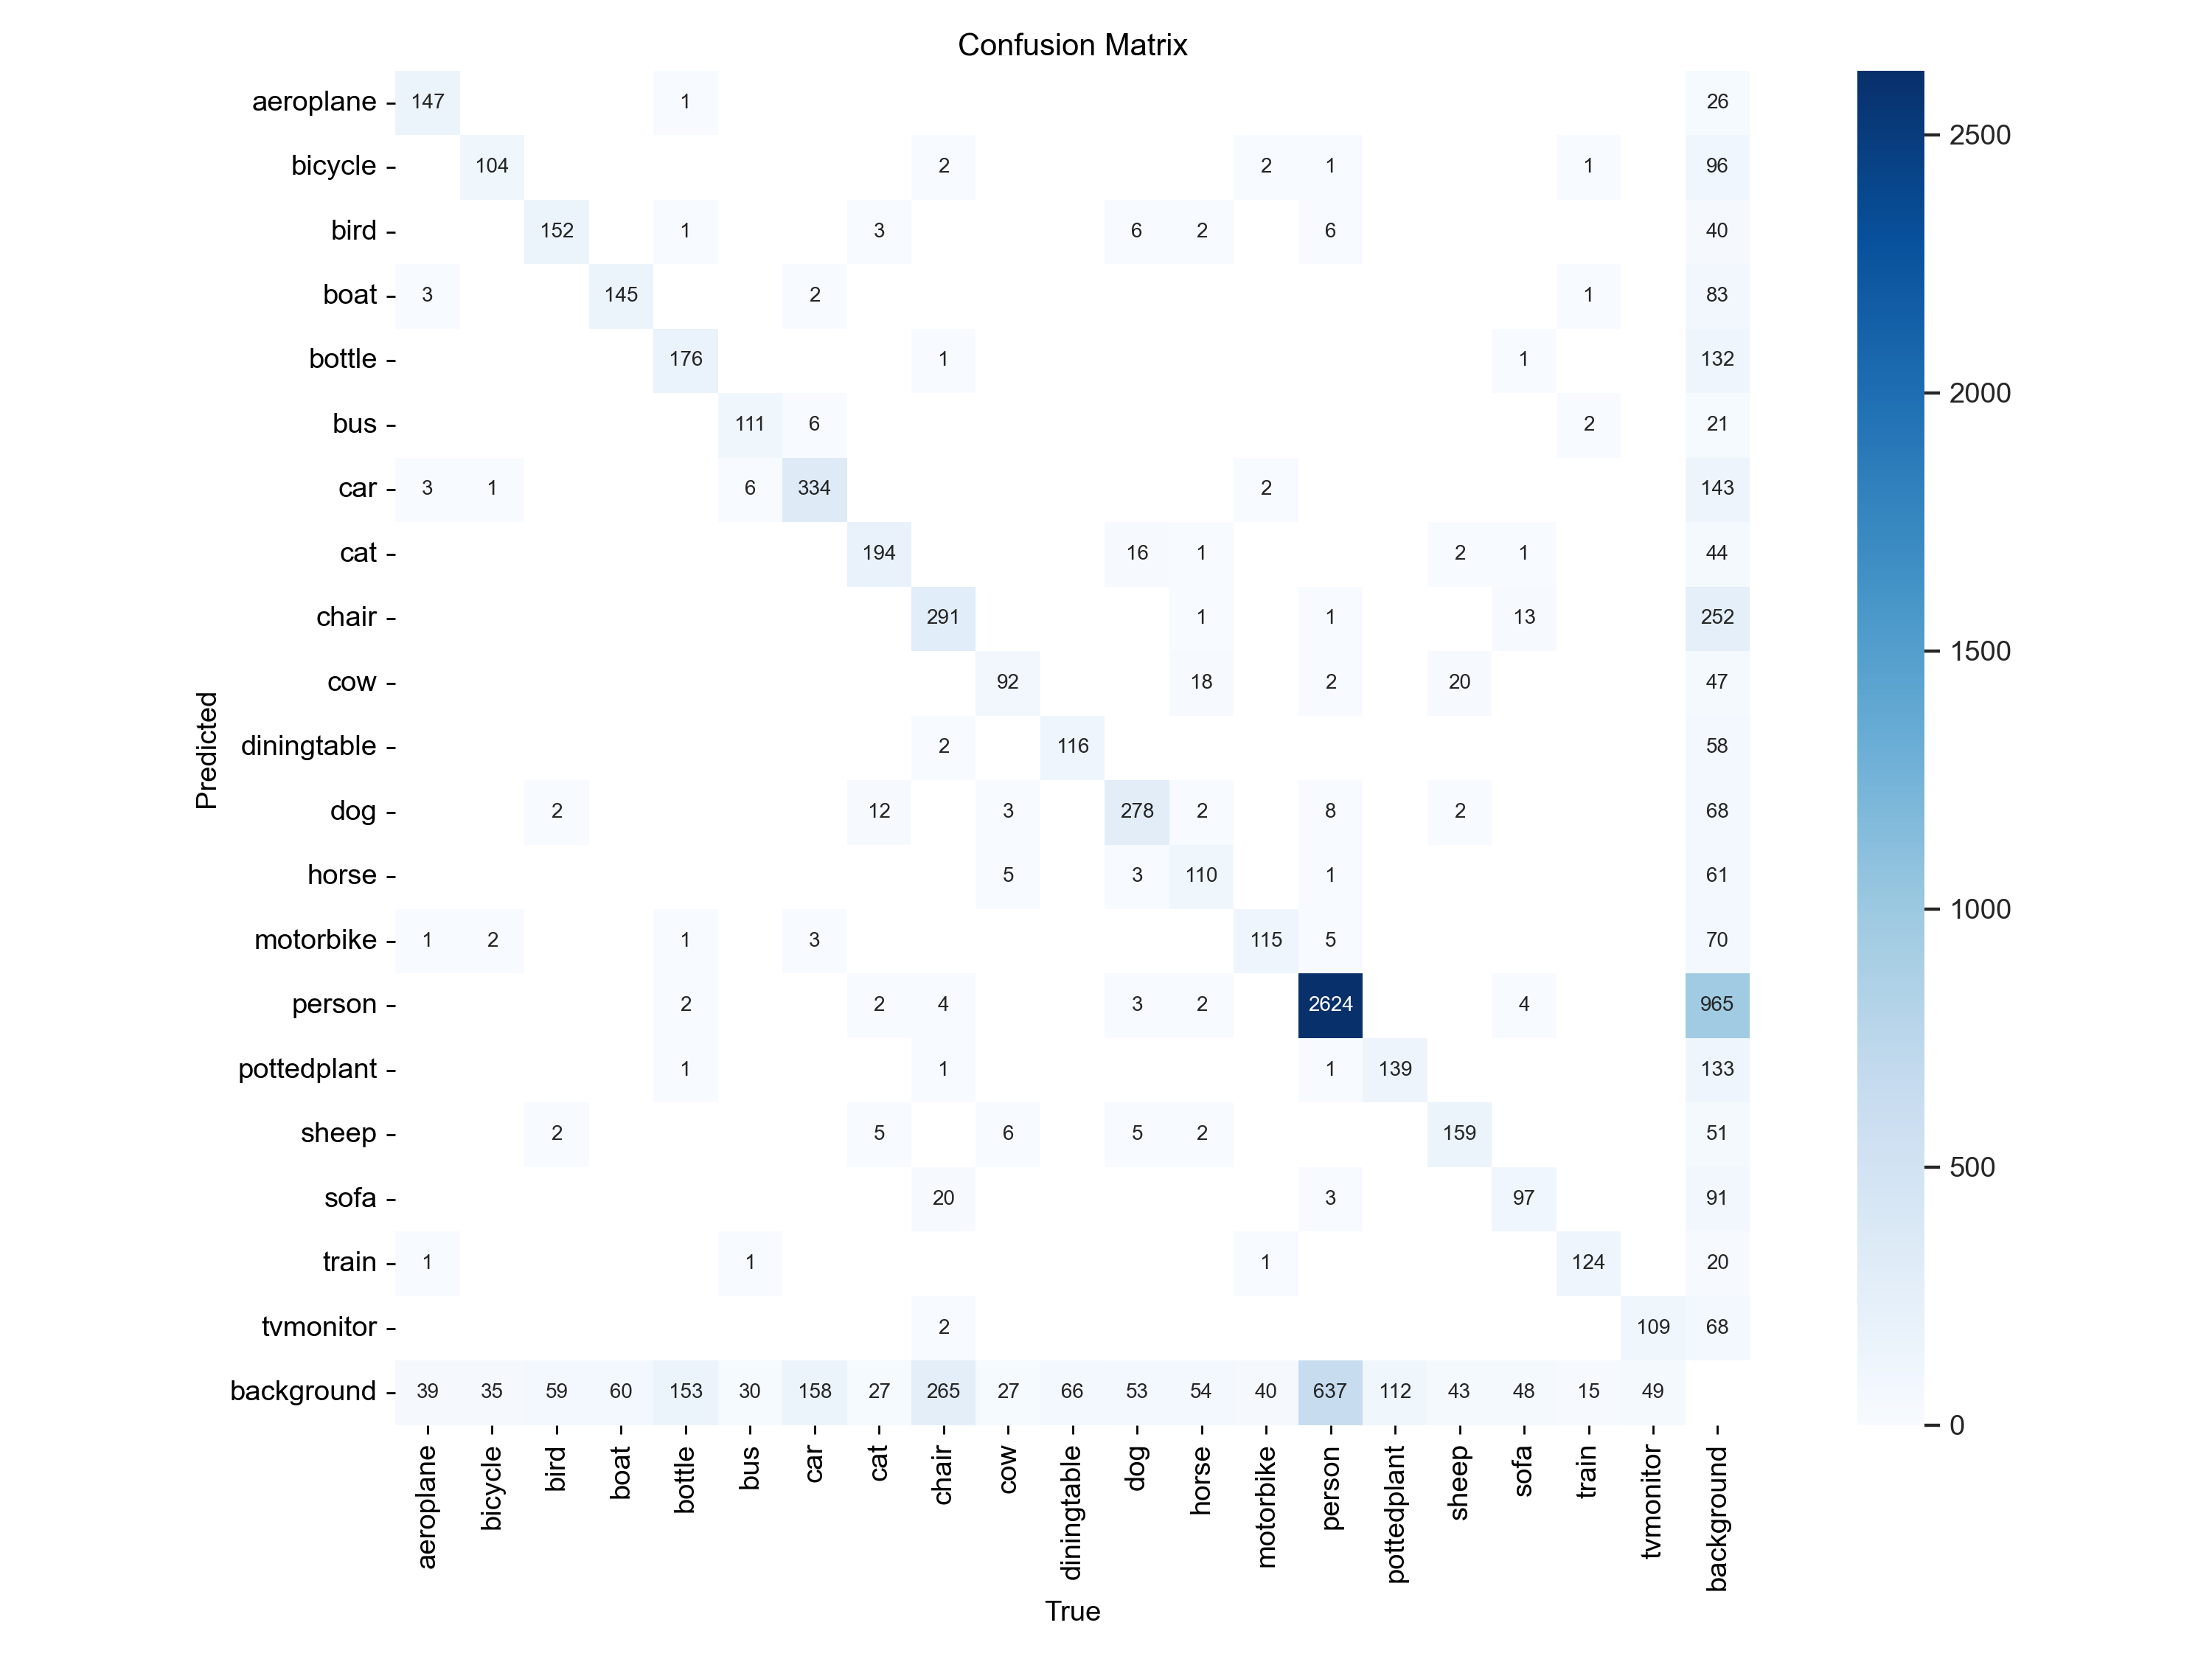 Confusion Matrix
aeroplane 147 1 26
bicycle 104 2 2 1 1 96
bird 152 1 3 6 2 6 40
boat 3 145 2 1 83
bottle 176 1 1 132
bus 111 6 2 21
car 3 1 6 334 2 143
cat 194 16 1 2 1 44
chair 291 1 1 13 252
cow 92 18 2 20 47
diningtable 2 116 58
dog 2 12 3 278 2 8 2 68
horse 5 3 110 1 61
motorbike 1 2 1 3 115 5 70
person 2 2 4 3 2 2624 4 965
pottedplant 1 1 1 139 133
sheep 2 5 6 5 2 159 51
sofa 20 3 97 91
train 1 1 1 124 20
tvmonitor 2 109 68
background 39 35 59 60 153 30 158 27 265 27 66 53 54 40 637 112 43 48 15 49
aeroplane bicycle bird boat bottle bus car cat chair cow diningtable dog horse motorbike person pottedplant sheep sofa train tvmonitor background
True
Predicted
2500
2000
1500
1000
500
0